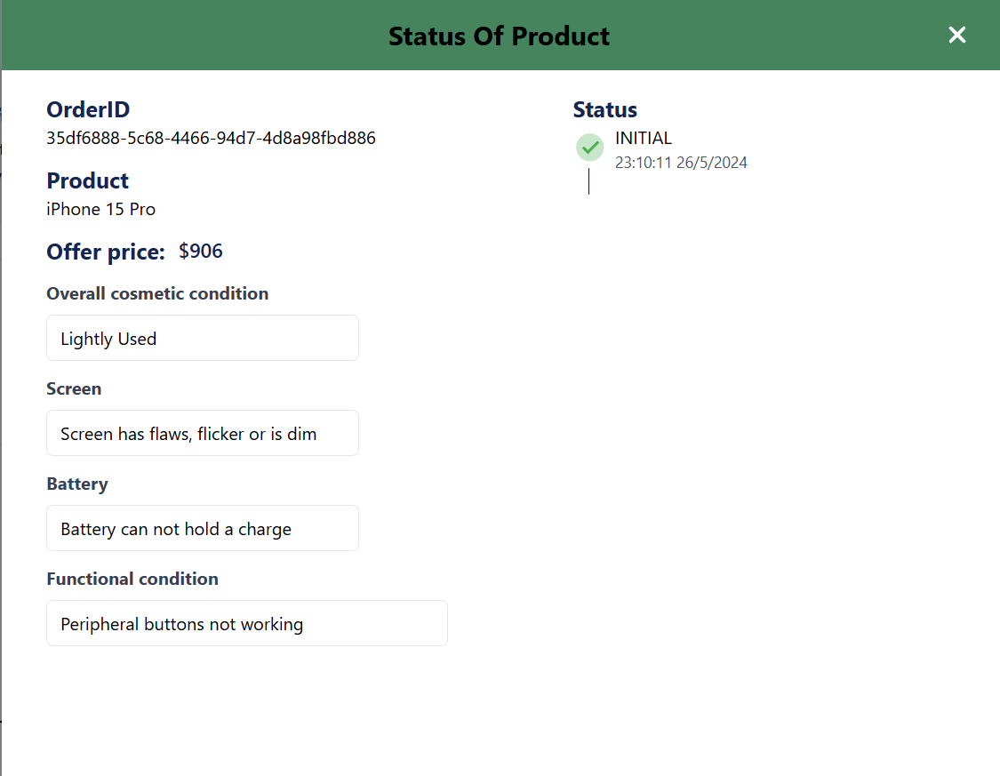 Status Of Product
OrderID
35df6888-5c68-4466-94d7-4d8a98fbd886
Product
iPhone 15 Pro
Offer price: $906
Overall cosmetic condition
Lightly Used
Screen
Screen has flaws, flicker or is dim
Battery
Battery can not hold a charge
Functional condition
Peripheral buttons not working
Status
INITIAL
23:10:11 26/5/2024